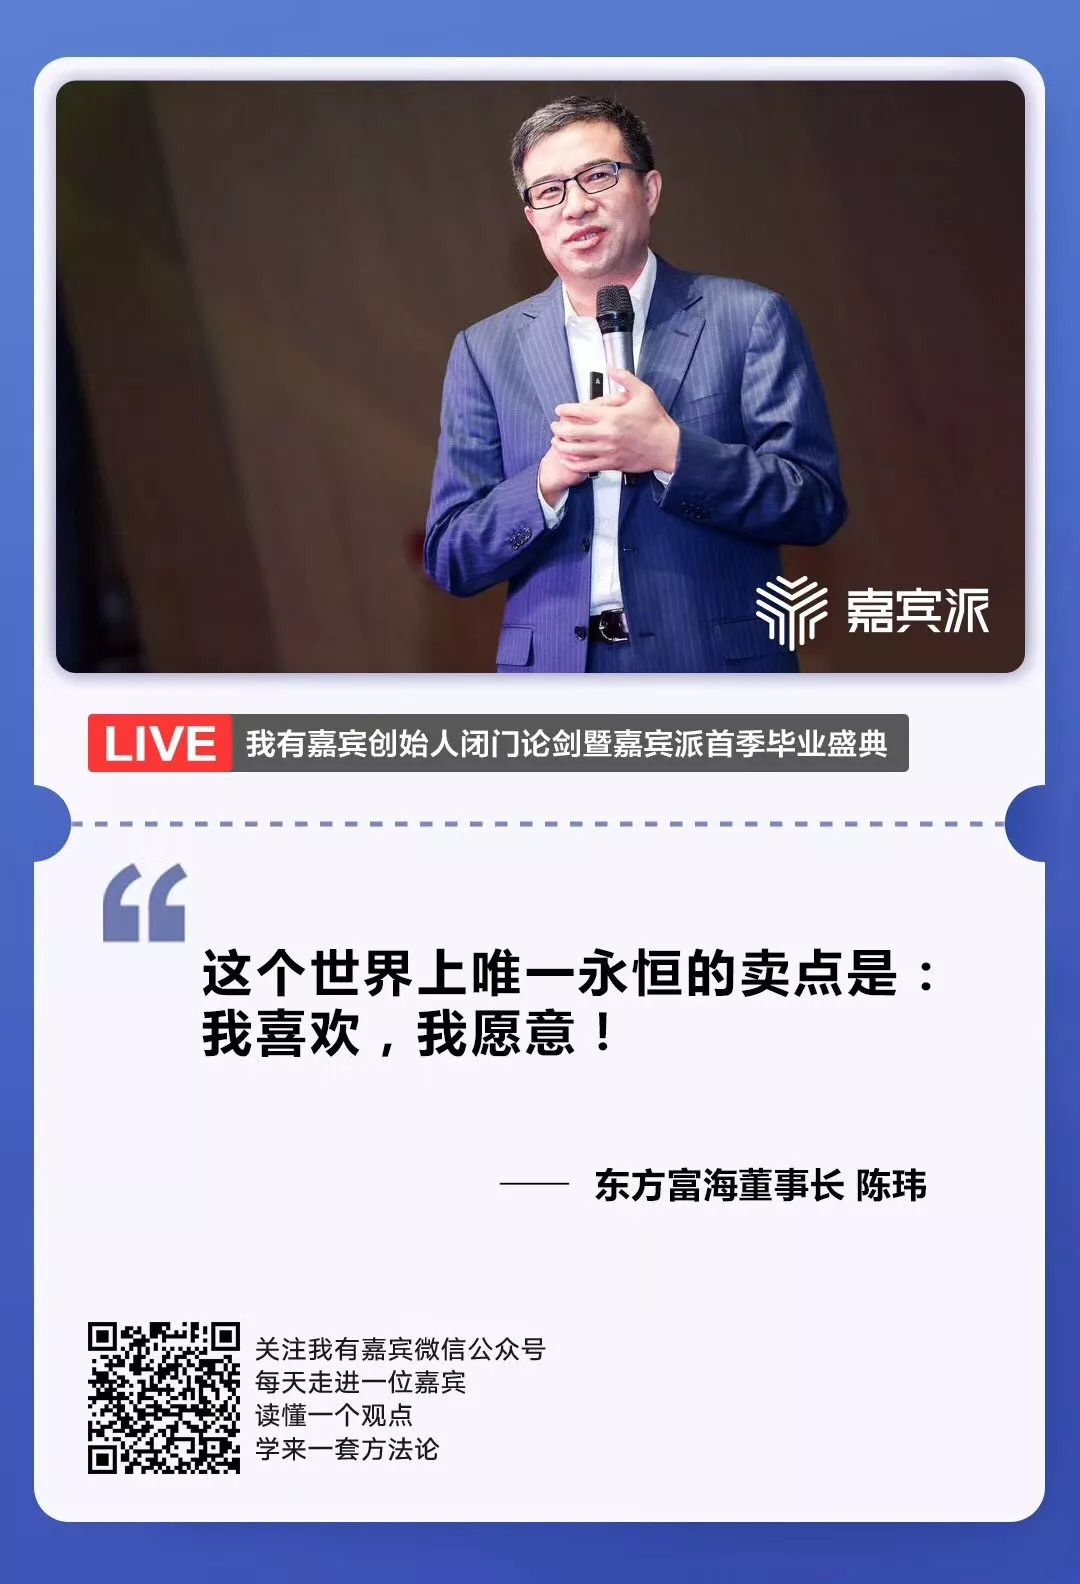 嘉宾派
LIVE 我有嘉宾创始人闭门论剑暨嘉宾派首季毕业盛典
“
这个世界上唯一永恒的卖点是：
我喜欢，我愿意！
—— 东方富海董事长 陈玮
关注我有嘉宾微信公众号
每天走进一位嘉宾
读懂一个观点
学来一套方法论